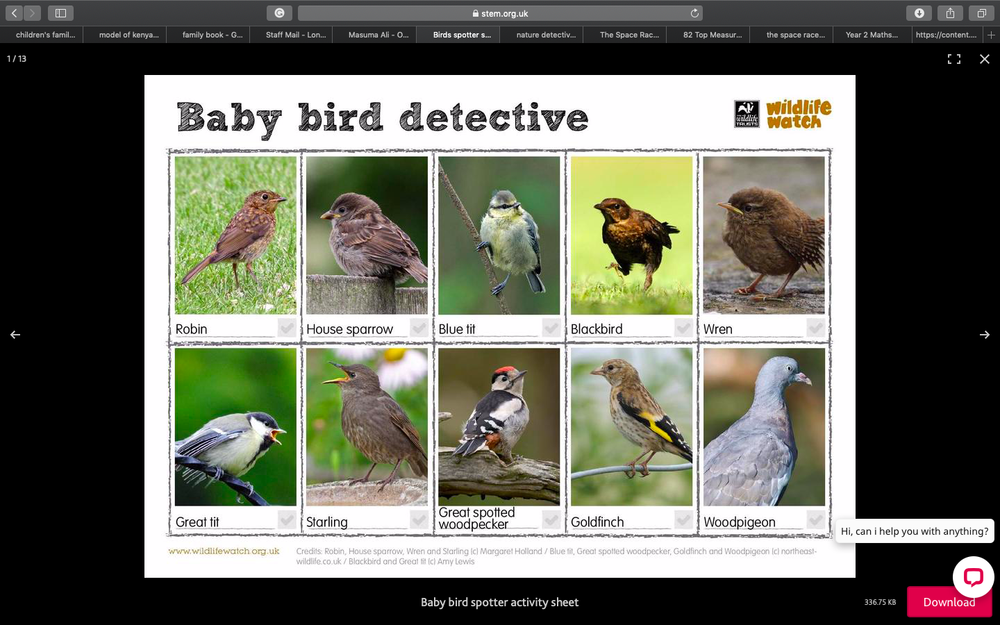 stem.org.uk
children's famil...
model of kenya...
family book - G...
Staff Mail - Lon...
Masuma Ali - O...
Birds spotter s...
nature detectiv...
The Space Rac...
82 Top Measur...
the space race...
Year 2 Maths...
https://content....
1 / 13
Baby bird detective
the wildlife TRUSTS
wildlife
watch
Robin
House sparrow
Blue tit
Blackbird
Wren
Great tit
Starling
Great spotted
woodpecker
Goldfinch
Woodpigeon
Hi, can i help you with anything?
www.wildlifewatch.org.uk
Credits: Robin, House sparrow, Wren and Starling (c) Margaret Holland / Blue tit, Great spotted woodpecker, Goldfinch and Woodpigeon (c) northeast-
wildlife.co.uk / Blackbird and Great tit (c) Amy Lewis
Baby bird spotter activity sheet
336.75 KB
Download